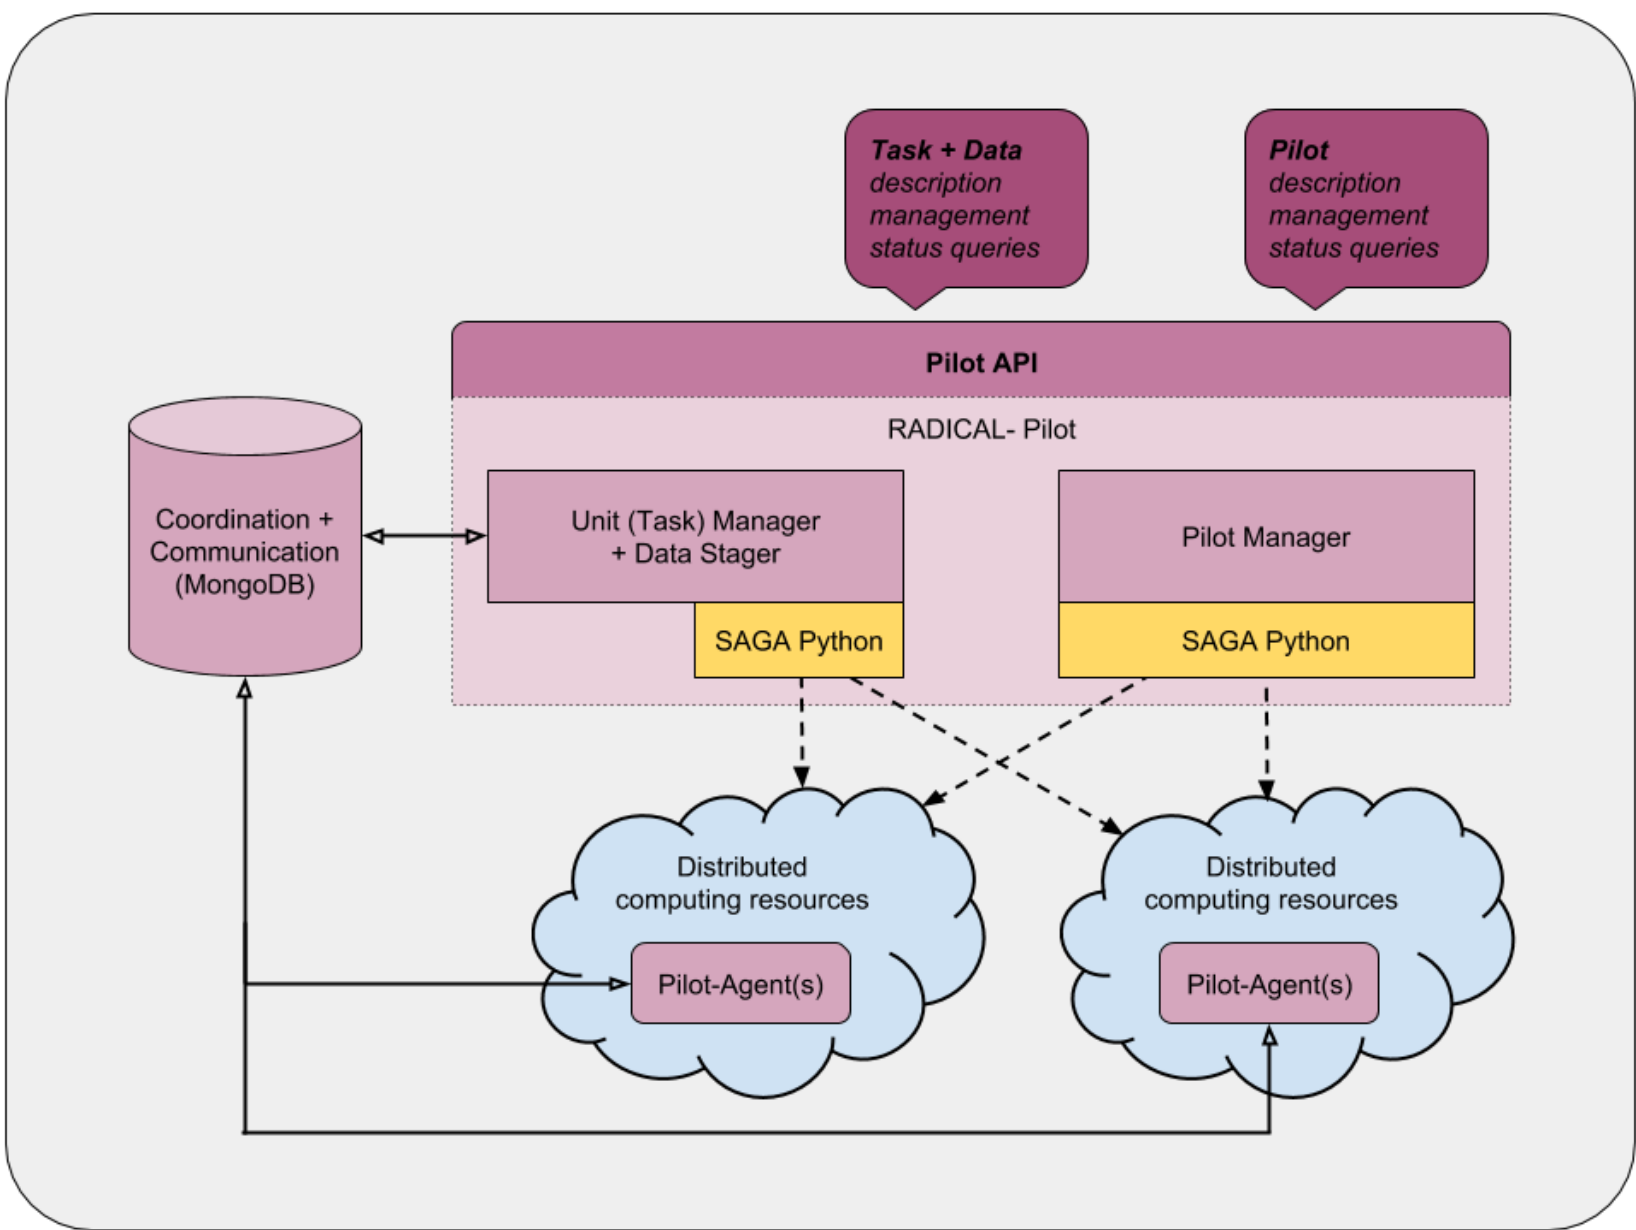 Task + Data
description
management
status queries
Pilot
description
management
status queries
Pilot API
RADICAL- Pilot
Coordination +
Communication
(MongoDB)
Unit (Task) Manager
+ Data Stager
SAGA Python
Pilot Manager
SAGA Python
Distributed
computing resources
Pilot-Agent(s)
Distributed
computing resources
Pilot-Agent(s)